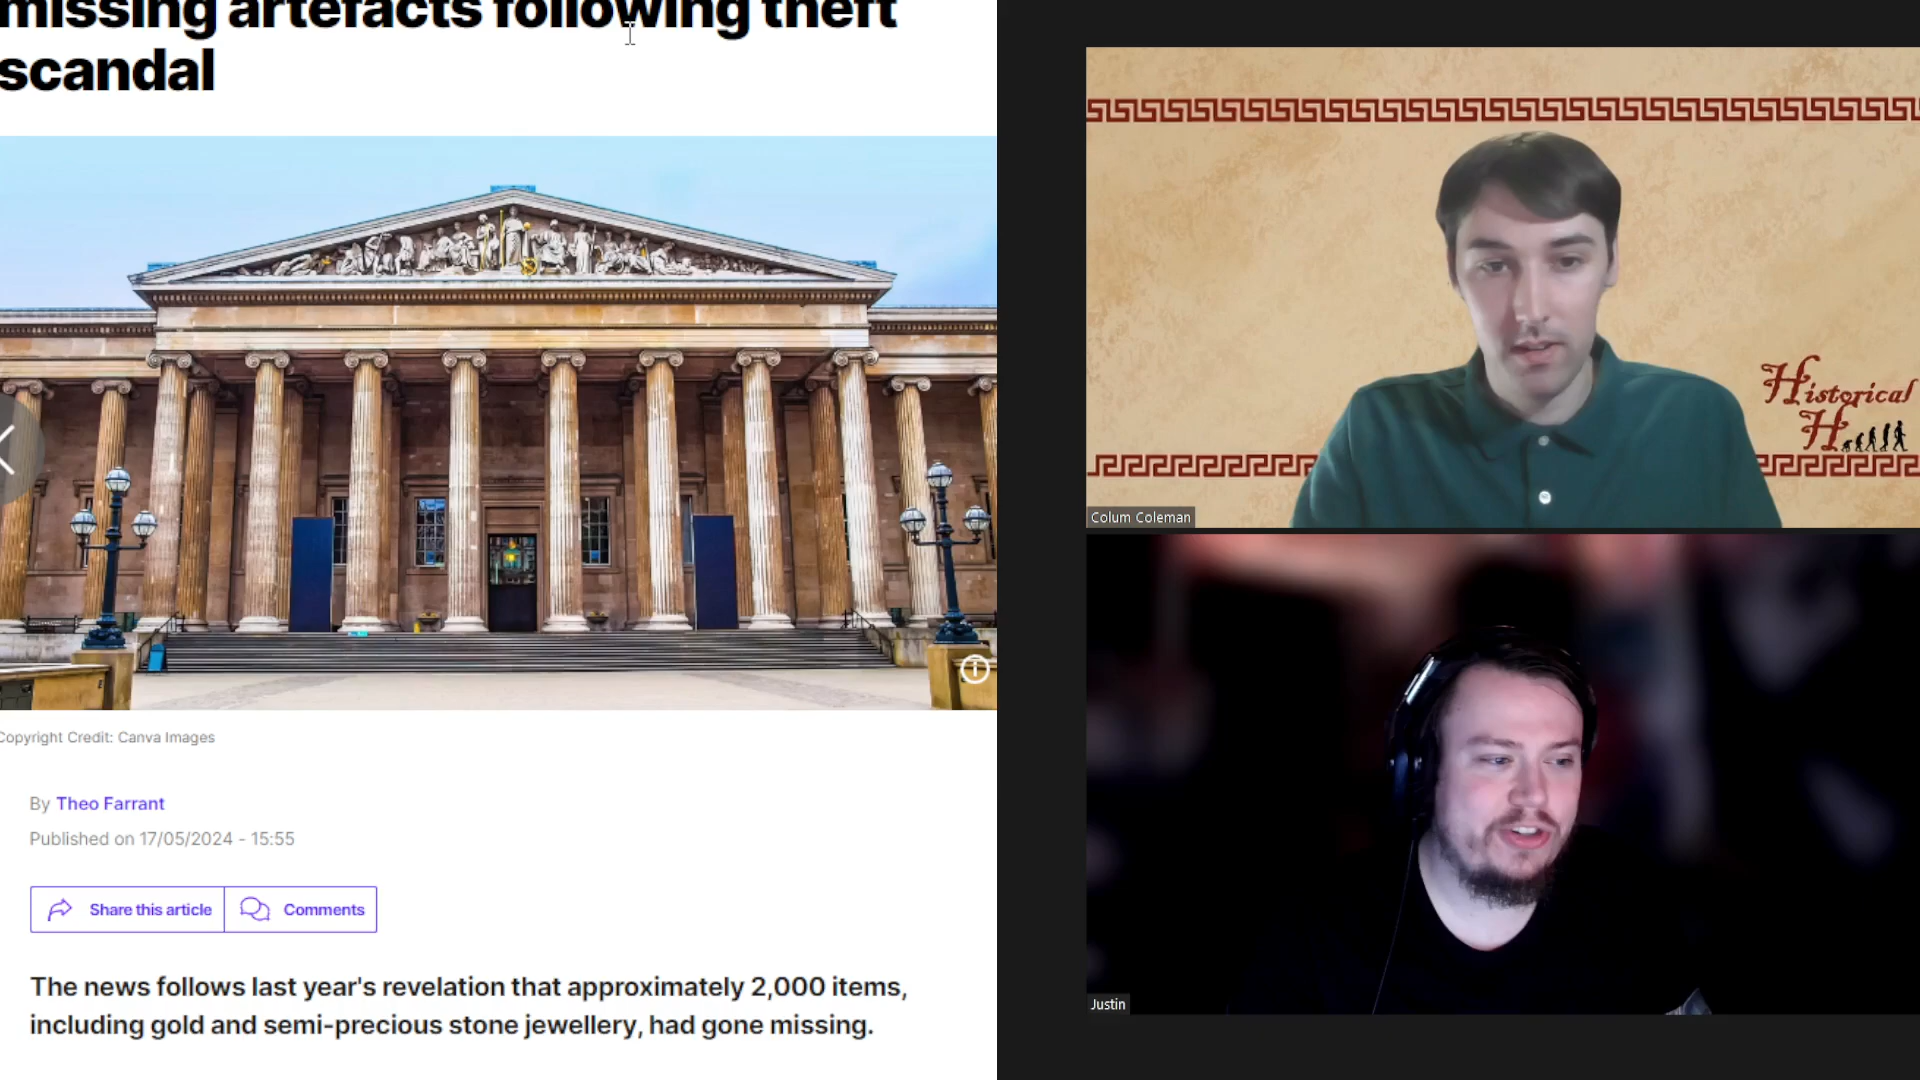 missing artefacts following theft
scandal
Copyright Credit: Canva Images
By Theo Farrant
Published on 17/05/2024 - 15:55
Share this article
Comments
The news follows last year's revelation that approximately 2,000 items,
including gold and semi-precious stone jewellery, had gone missing.
Historical
H
Colum Coleman
Justin